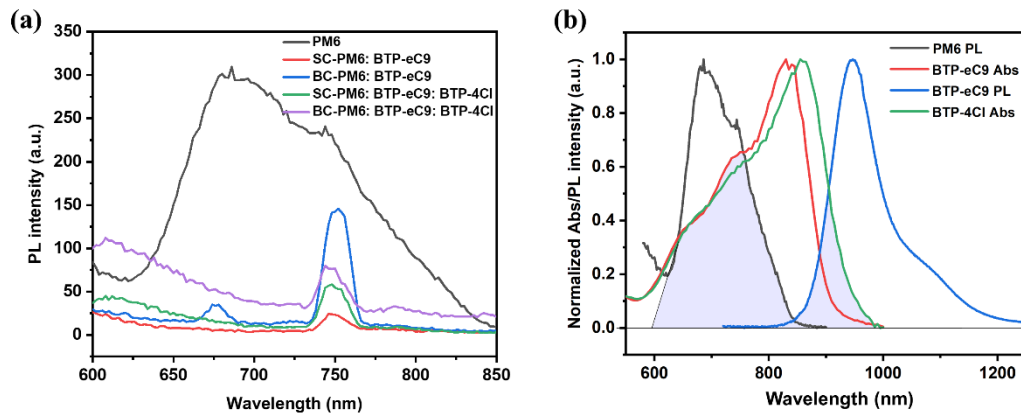 (a)
PL intensity (a.u.)
350
300
250
200
150
100
50
0
PM6
SC-PM6: BTP-eC9
BC-PM6: BTP-eC9
SC-PM6: BTP-eC9: BTP-4Cl
BC-PM6: BTP-eC9: BTP-4Cl
600 650 700 750 800 850
Wavelength (nm)
(b)
Normalized Abs/PL intensity (a.u.)
1.0
0.8
0.6
0.4
0.2
0.0
PM6 PL
BTP-eC9 Abs
BTP-eC9 PL
BTP-4Cl Abs
600 800 1000 1200
Wavelength (nm)